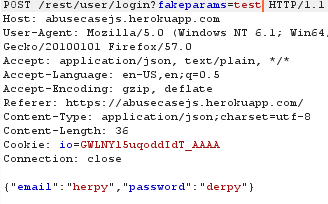 POST /rest/user/login?fakeparams=test HTTP/1.1
Host: abusecasejs.herokuapp.com
User-Agent: Mozilla/5.0 (Windows NT 6.1; Win64,
Gecko/20100101 Firefox/57.0
Accept: application/json, text/plain, */*
Accept-Language: en-US,en;q=0.5
Accept-Encoding: gzip, deflate
Referer: https://abusecasejs.herokuapp.com/
Content-Type: application/json;charset=utf-8
Content-Length: 36
Cookie: io=GWLNYl5uqoddIdT_AAAA
Connection: close
{"email":"herpy","password":"derpy"}